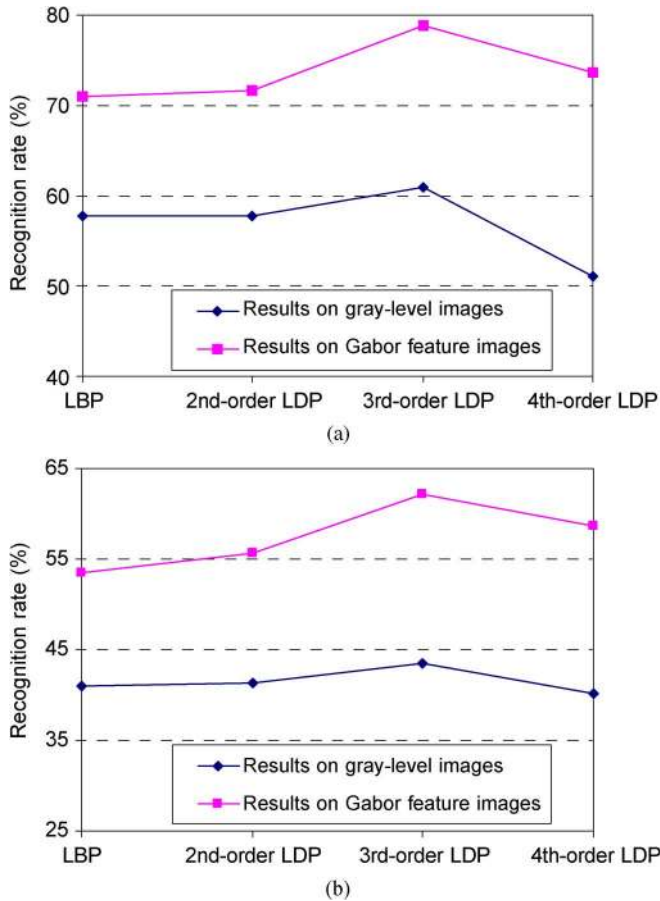 80
70
60
50
40
Recognition rate (%)
Results on gray-level images
Results on Gabor feature images
LBP 2nd-order LDP 3rd-order LDP 4th-order LDP
(a)
65
55
45
35
25
Recognition rate (%)
Results on gray-level images
Results on Gabor feature images
LBP 2nd-order LDP 3rd-order LDP 4th-order LDP
(b)